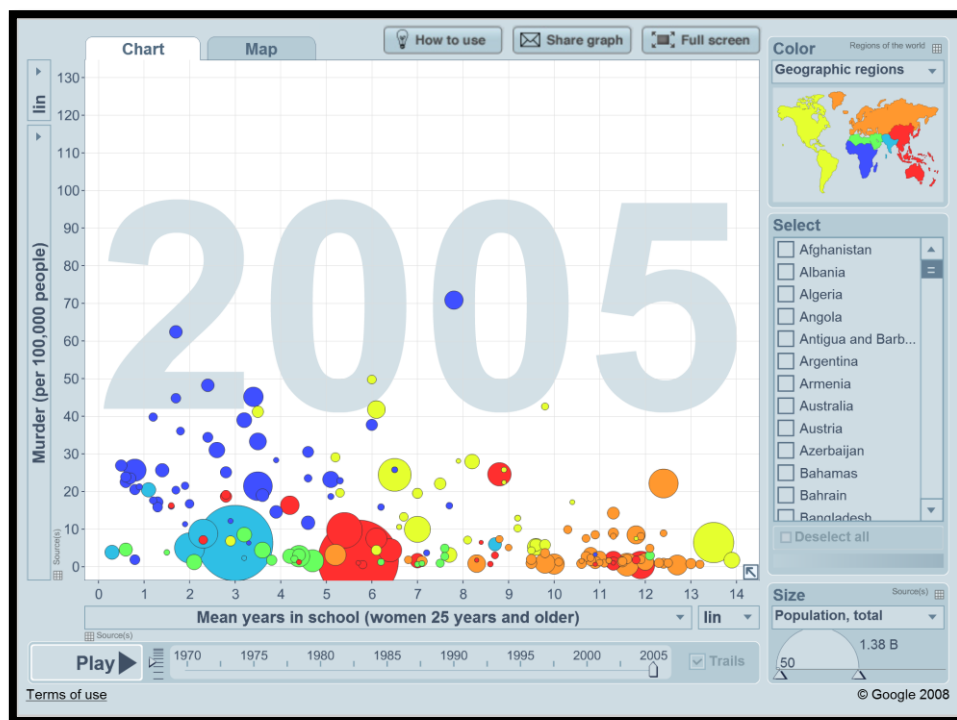 Chart
Map
How to use
Share graph
Full screen
Color
Regions of the world
Geographic regions
lin
Murder (per 100,000 people)
Source(s)
130
120
110
100
90
80
70
60
50
40
30
20
10
0
2005
0 1 2 3 4 5 6 7 8 9 10 11 12 13 14
Mean years in school (women 25 years and older)
lin
Source(s)
Select
Afghanistan
Albania
Algeria
Angola
Antigua and Barb...
Argentina
Armenia
Australia
Austria
Azerbaijan
Bahamas
Bahrain
Bangladesh
Deselect all
Size
Source(s)
Population, total
1.38 B
50
Play
1970 1975 1980 1985 1990 1995 2000 2005
Trails
Terms of use
© Google 2008